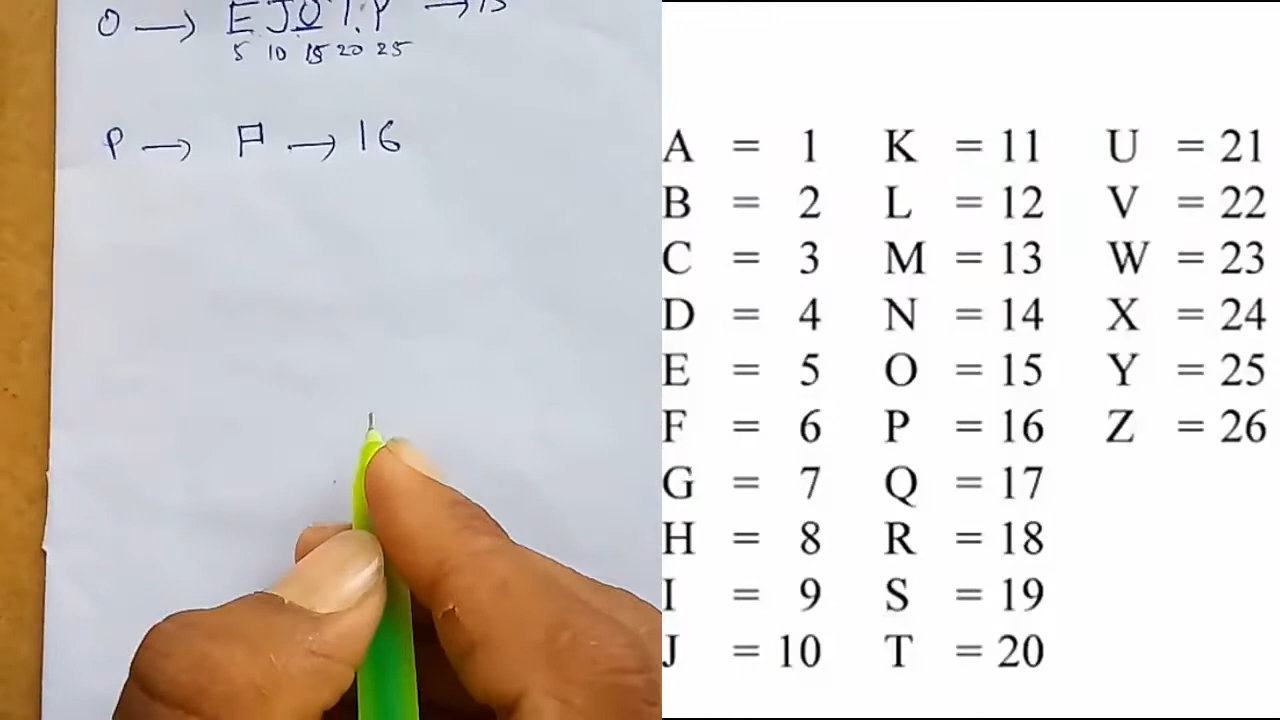 O → E J O T Y → 15
5 10 15 20 25
P → P → 16
A = 1 K = 11 U = 21
B = 2 L = 12 V = 22
C = 3 M = 13 W = 23
D = 4 N = 14 X = 24
E = 5 O = 15 Y = 25
F = 6 P = 16 Z = 26
G = 7 Q = 17
H = 8 R = 18
I = 9 S = 19
J = 10 T = 20